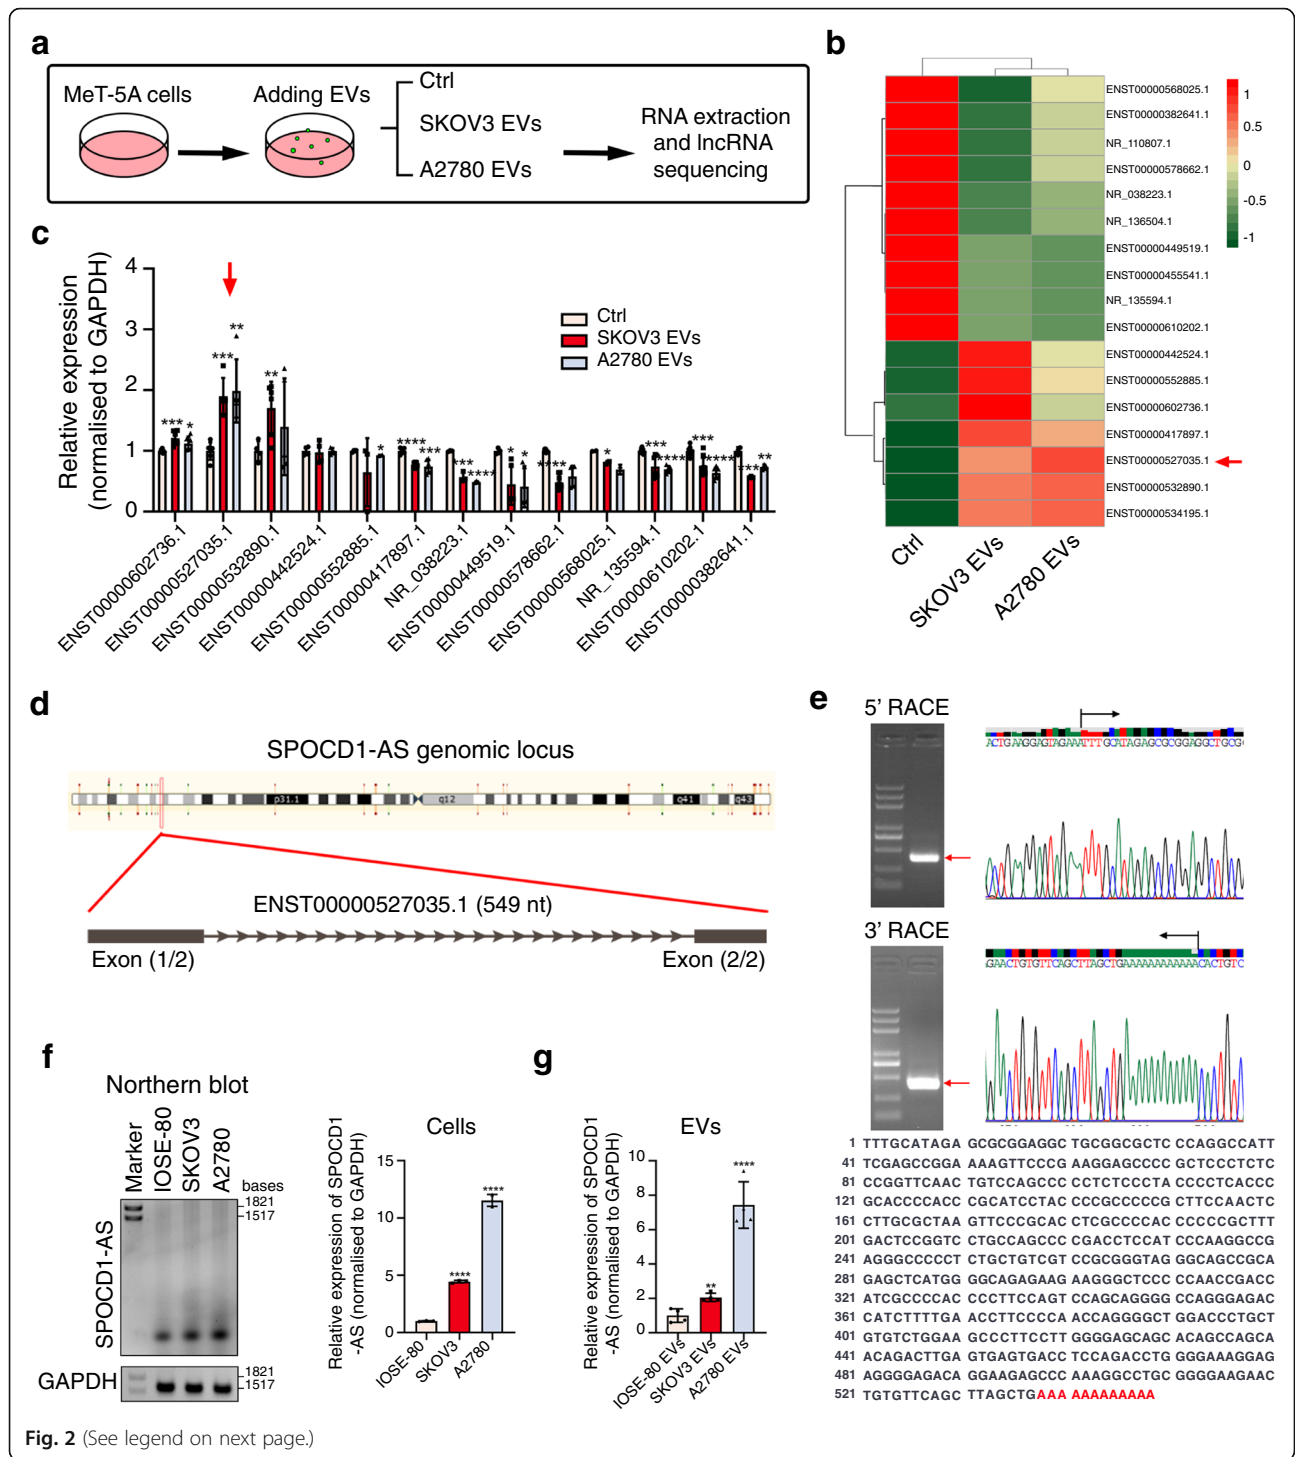 a
MeT-5A cells
Adding EVs
Ctrl
SKOV3 EVs
A2780 EVs
RNA extraction
and lncRNA
sequencing
b
ENST00000568025.1
ENST00000382641.1
NR_110807.1
ENST00000578662.1
NR_038223.1
NR_136504.1
ENST00000449519.1
ENST00000455541.1
NR_135594.1
ENST00000610202.1
ENST00000442524.1
ENST00000552885.1
ENST00000602736.1
ENST00000417897.1
ENST00000527035.1
ENST00000532890.1
ENST00000534195.1
1
0.5
0
-0.5
-1
Ctrl
SKOV3 EVs
A2780 EVs
c
Relative expression
(normalised to GAPDH)
4
3
2
1
0
Ctrl
SKOV3 EVs
A2780 EVs
ENST00000602736.1
ENST00000527035.1
ENST00000532890.1
ENST00000442524.1
ENST00000552885.1
ENST00000417897.1
NR_038223.1
ENST00000449519.1
ENST00000578662.1
ENST00000568025.1
NR_135594.1
ENST00000610202.1
ENST00000382641.1
d
SPOCD1-AS genomic locus
p31.1
q12
q41
q43
ENST00000527035.1 (549 nt)
Exon (1/2)
Exon (2/2)
e
5' RACE
ACTGAAGGAGTAGAAATTTGCATAGAGCGCGGAGGCTGCG
3' RACE
GAACTGTGTTCAGCTTAGCTGAAAAAAAAAAAACACTGTC
1 TTTGCATAGA GCGCGGAGGC TGCGGCGCTC CCAGGCCATT
41 TCGAGCCGGA AAAGTTCCCG AAGGAGCCCC GCTCCCTCTC
81 CCGGTTCAAC TGTCCAGCCC CCTCTCCCTA CCCCTCACCC
121 GCACCCCACC CGCATCCTAC CCCGCCCCCG CTTCCAACTC
161 CTTGCGCTAA GTTCCCGCAC CTCGCCCCAC CCCCCGCTTT
201 GACTCCGGTC CTGCCAGCCC CGACCTCCAT CCCAAGGCCG
241 AGGGCCCCCT CTGCTGTCGT CCGCGGGTAG GGCAGCCGCA
281 GAGCTCATGG GGCAGAGAAG AAGGGCTCCC CCAACCGACC
321 ATCGCCCCAC CCCTTCCAGT CCAGCAGGGG CCAGGGAGAC
361 CATCTTTTGA ACCTTCCCCA ACCAGGGGCT GGACCCTGCT
401 GTGTCTGGAA GCCCTTCCTT GGGGAGCAGC ACAGCCAGCA
441 ACAGACTTGA GTGAGTGACC TCCAGACCTG GGGAAAGGAG
481 AGGGGAGACA GGAAGAGCCC AAAGGCCTGC GGGGAAGAAC
521 TGTGTTCAGC TTAGCTGAAA AAAAAAAAAA
f
Northern blot
Marker
IOSE-80
SKOV3
A2780
bases
1821
1517
SPOCD1-AS
GAPDH
1821
1517
Cells
Relative expression of SPOCD1
-AS (normalised to GAPDH)
15
10
5
0
IOSE-80
SKOV3
A2780
g
EVs
Relative expression of SPOCD1
-AS (normalised to GAPDH)
10
8
6
4
2
0
IOSE-80 EVs
SKOV3 EVs
A2780 EVs
Fig. 2 (See legend on next page.)